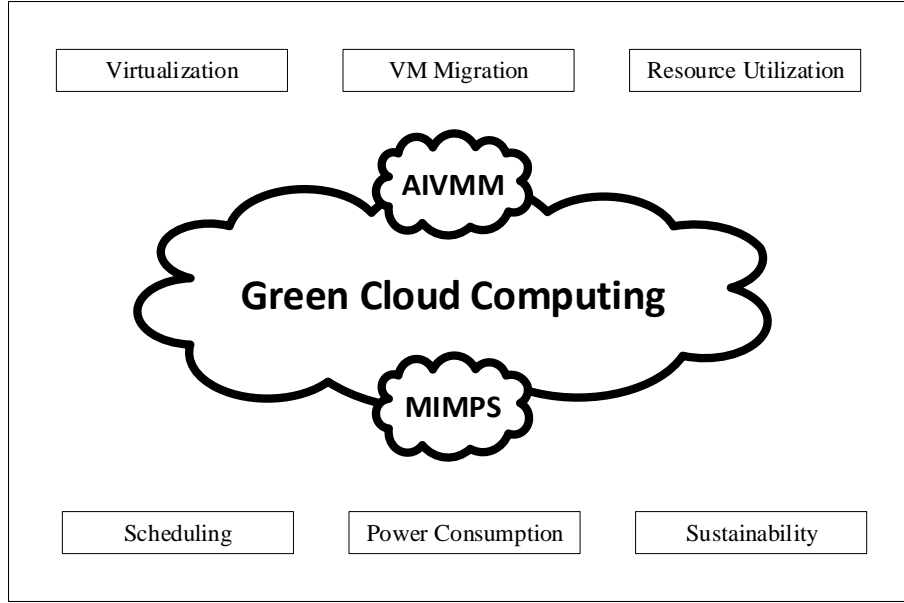 Virtualization
VM Migration
Resource Utilization
AIVMM
Green Cloud Computing
MIMPS
Scheduling
Power Consumption
Sustainability